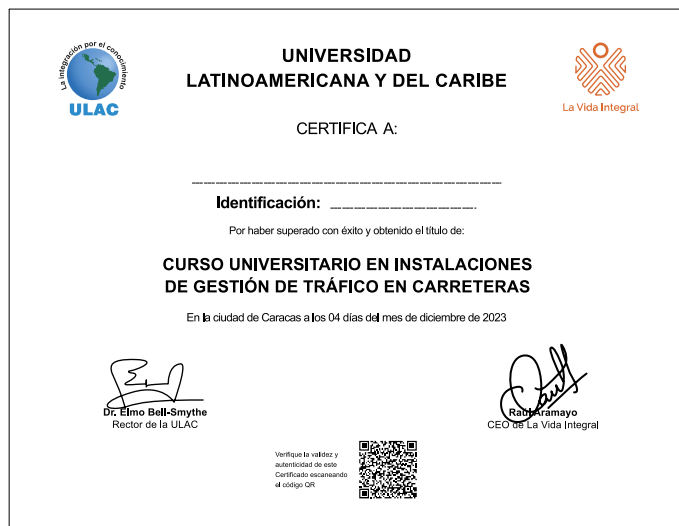 La integración por el conocimiento
ULAC
UNIVERSIDAD
LATINOAMERICANA Y DEL CARIBE
La Vida Integral
CERTIFICA A:
Identificación:
Por haber superado con éxito y obtenido el título de:
CURSO UNIVERSITARIO EN INSTALACIONES
DE GESTIÓN DE TRÁFICO EN CARRETERAS
En la ciudad de Caracas a los 04 días del mes de diciembre de 2023
Dr. Elmo Bell-Smythe
Rector de la ULAC
Raúl Aramayo
CEO de La Vida Integral
Verifique la validez y
autenticidad de este
Certificado escaneando
el código QR